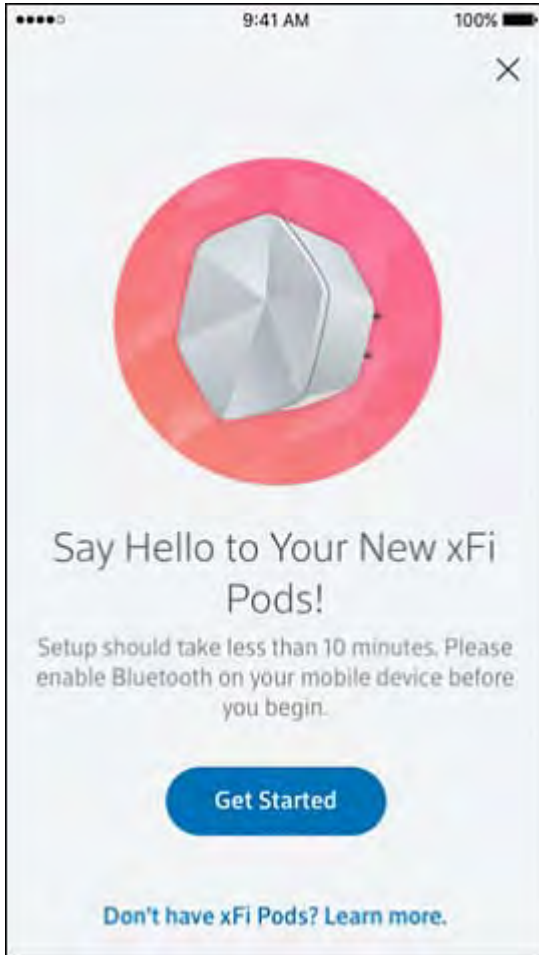 9:41 AM
100%
Say Hello to Your New xFi
Pods!
Setup should take less than 10 minutes. Please
enable Bluetooth on your mobile device before
you begin.
Get Started
Don't have xFi Pods? Learn more.